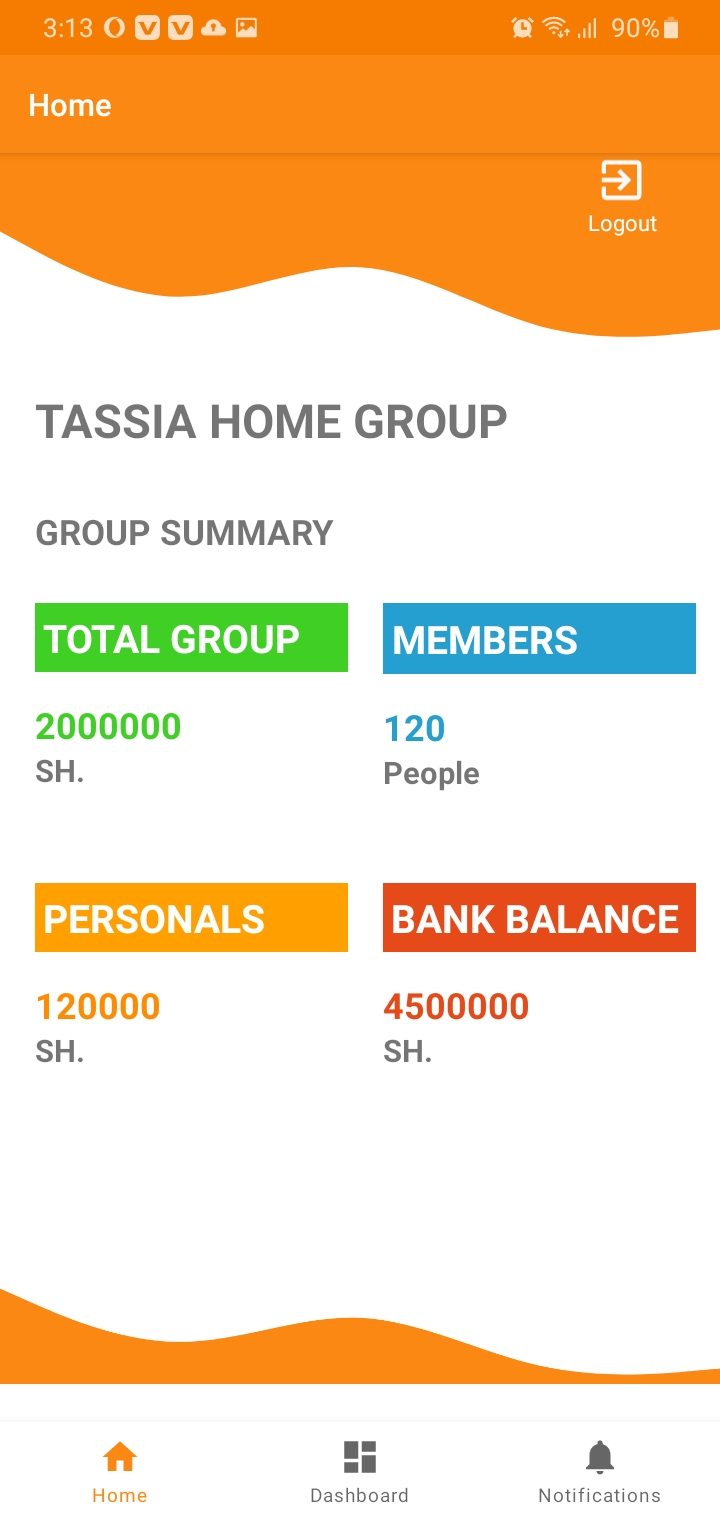 3:13
90%
Home
Logout
TASSIA HOME GROUP
GROUP SUMMARY
TOTAL GROUP
2000000
SH.
MEMBERS
120
People
PERSONALS
120000
SH.
BANK BALANCE
4500000
SH.
Home
Dashboard
Notifications